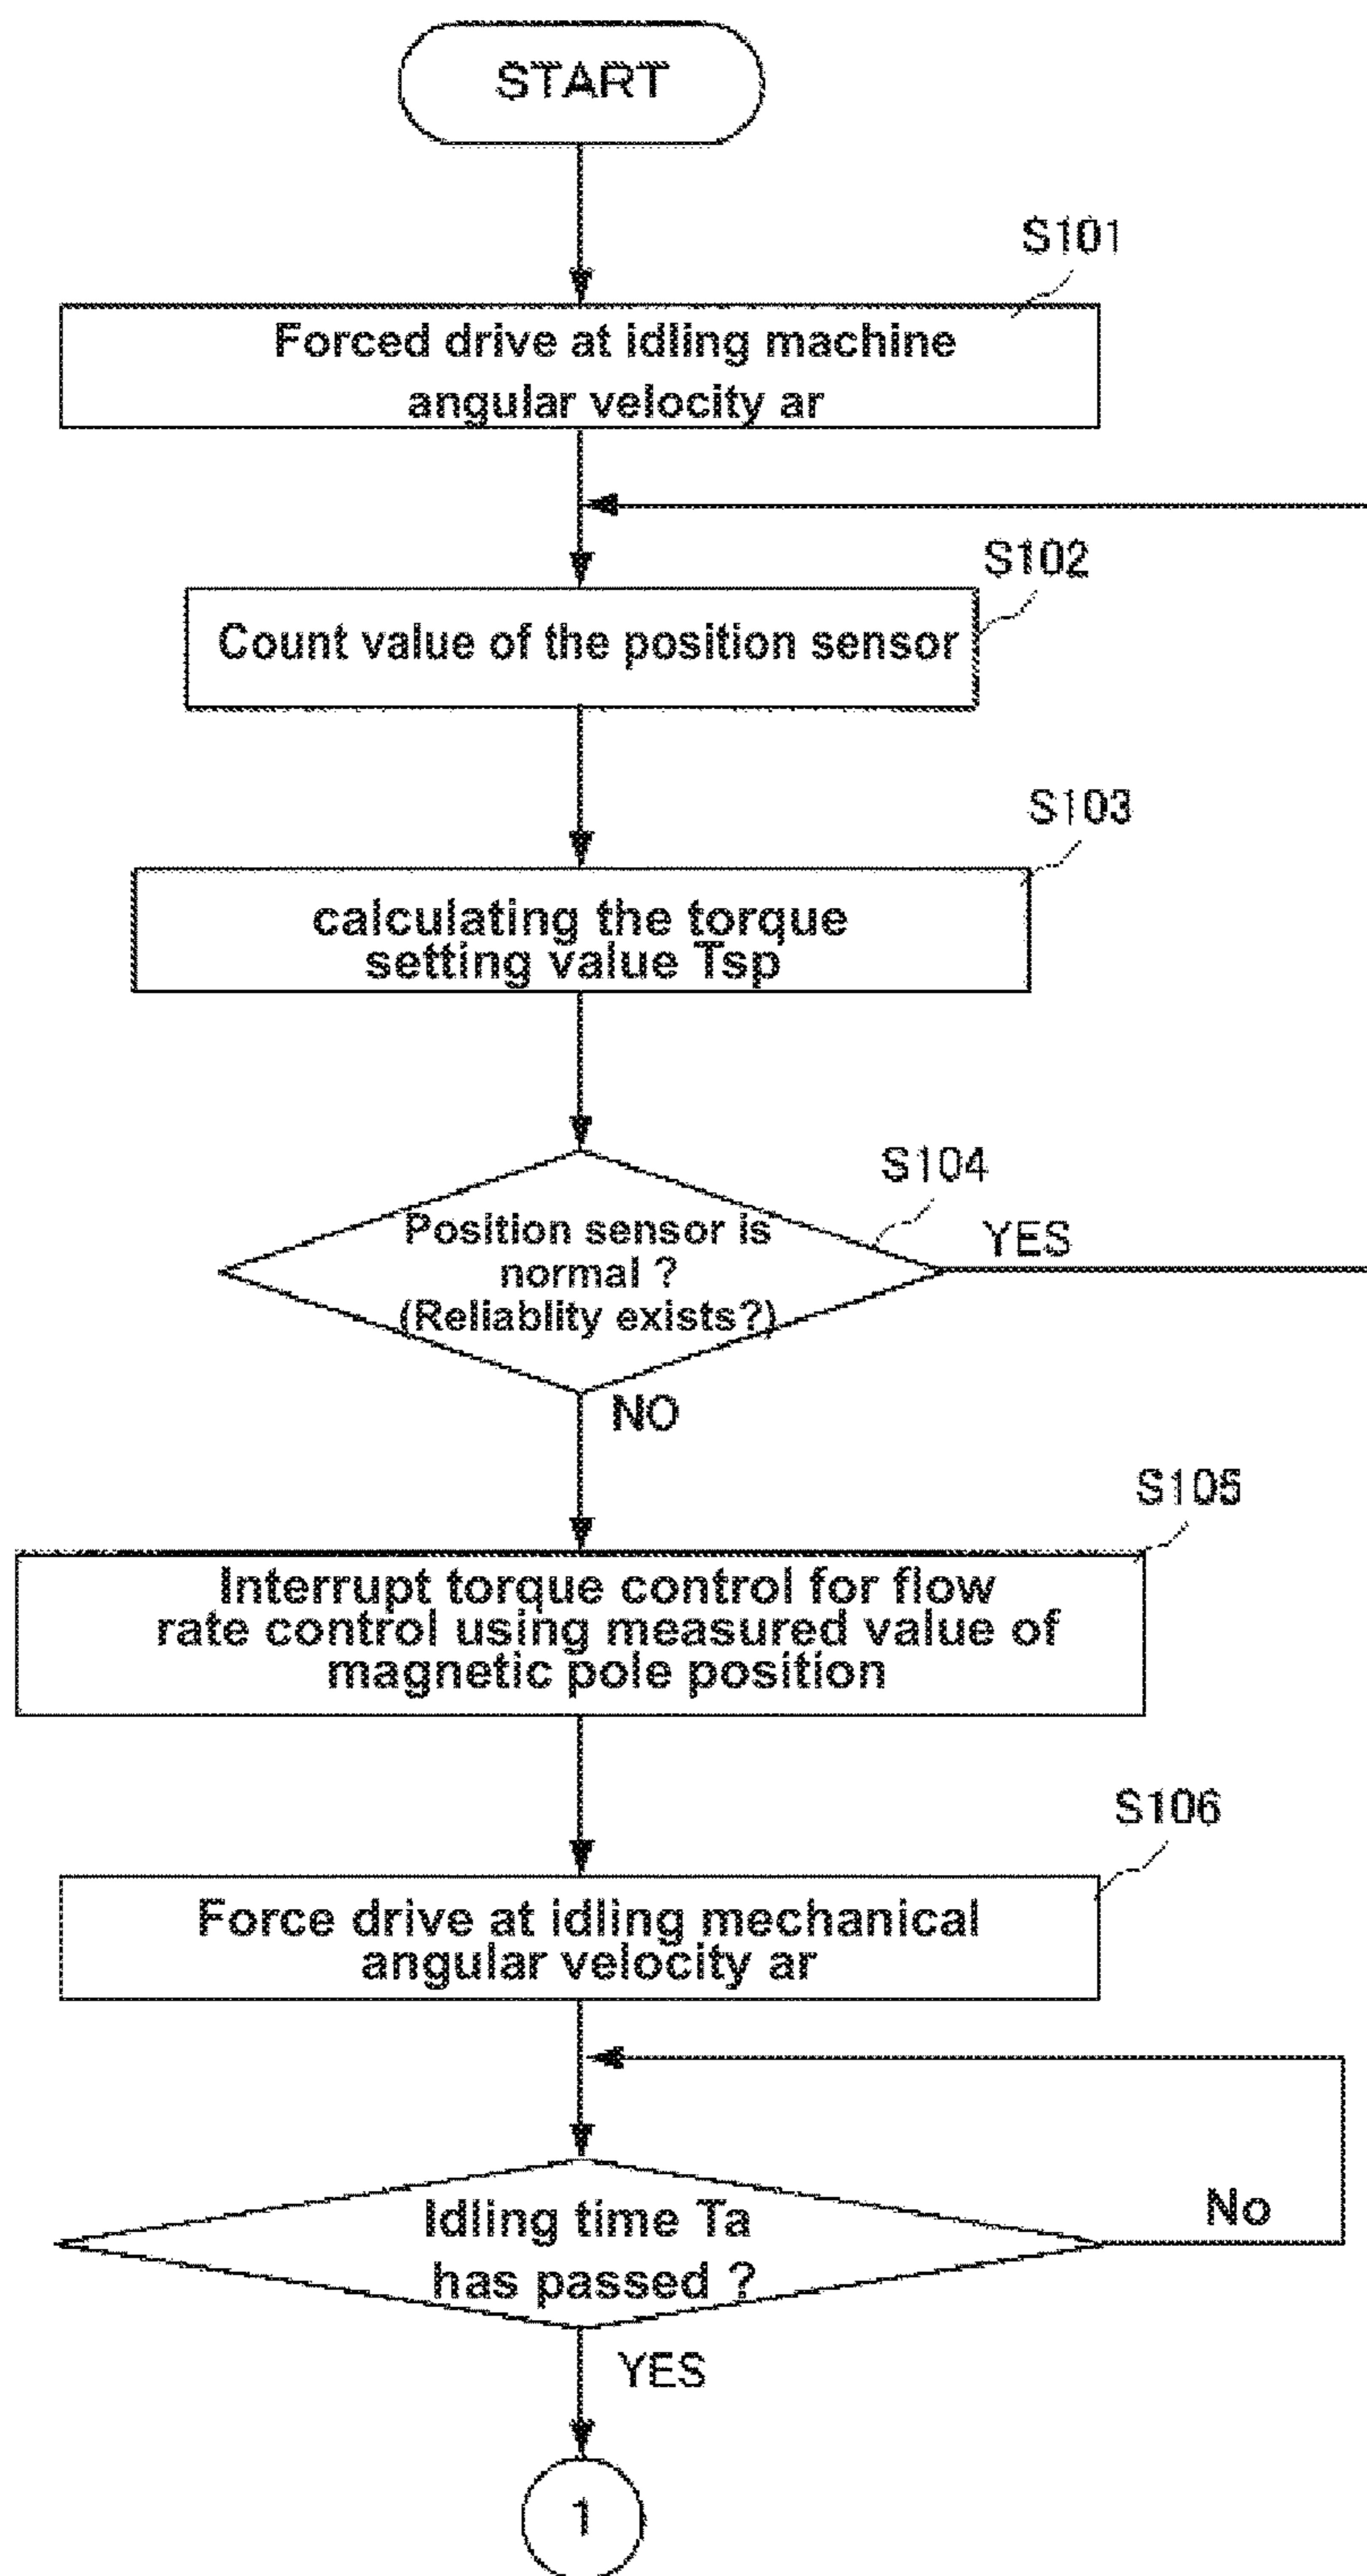 START
S101
Forced drive at idling machine
angular velocity ar
S102
Count value of the position sensor
S103
calculating the torque
setting value Tsp
S104
Position sensor is
normal ?
(Reliablity exists?)
YES
NO
S105
Interrupt torque control for flow
rate control using measured value of
magnetic pole position
S106
Force drive at idling mechanical
angular velocity ar
Idling time Ta
has passed ?
No
YES
1